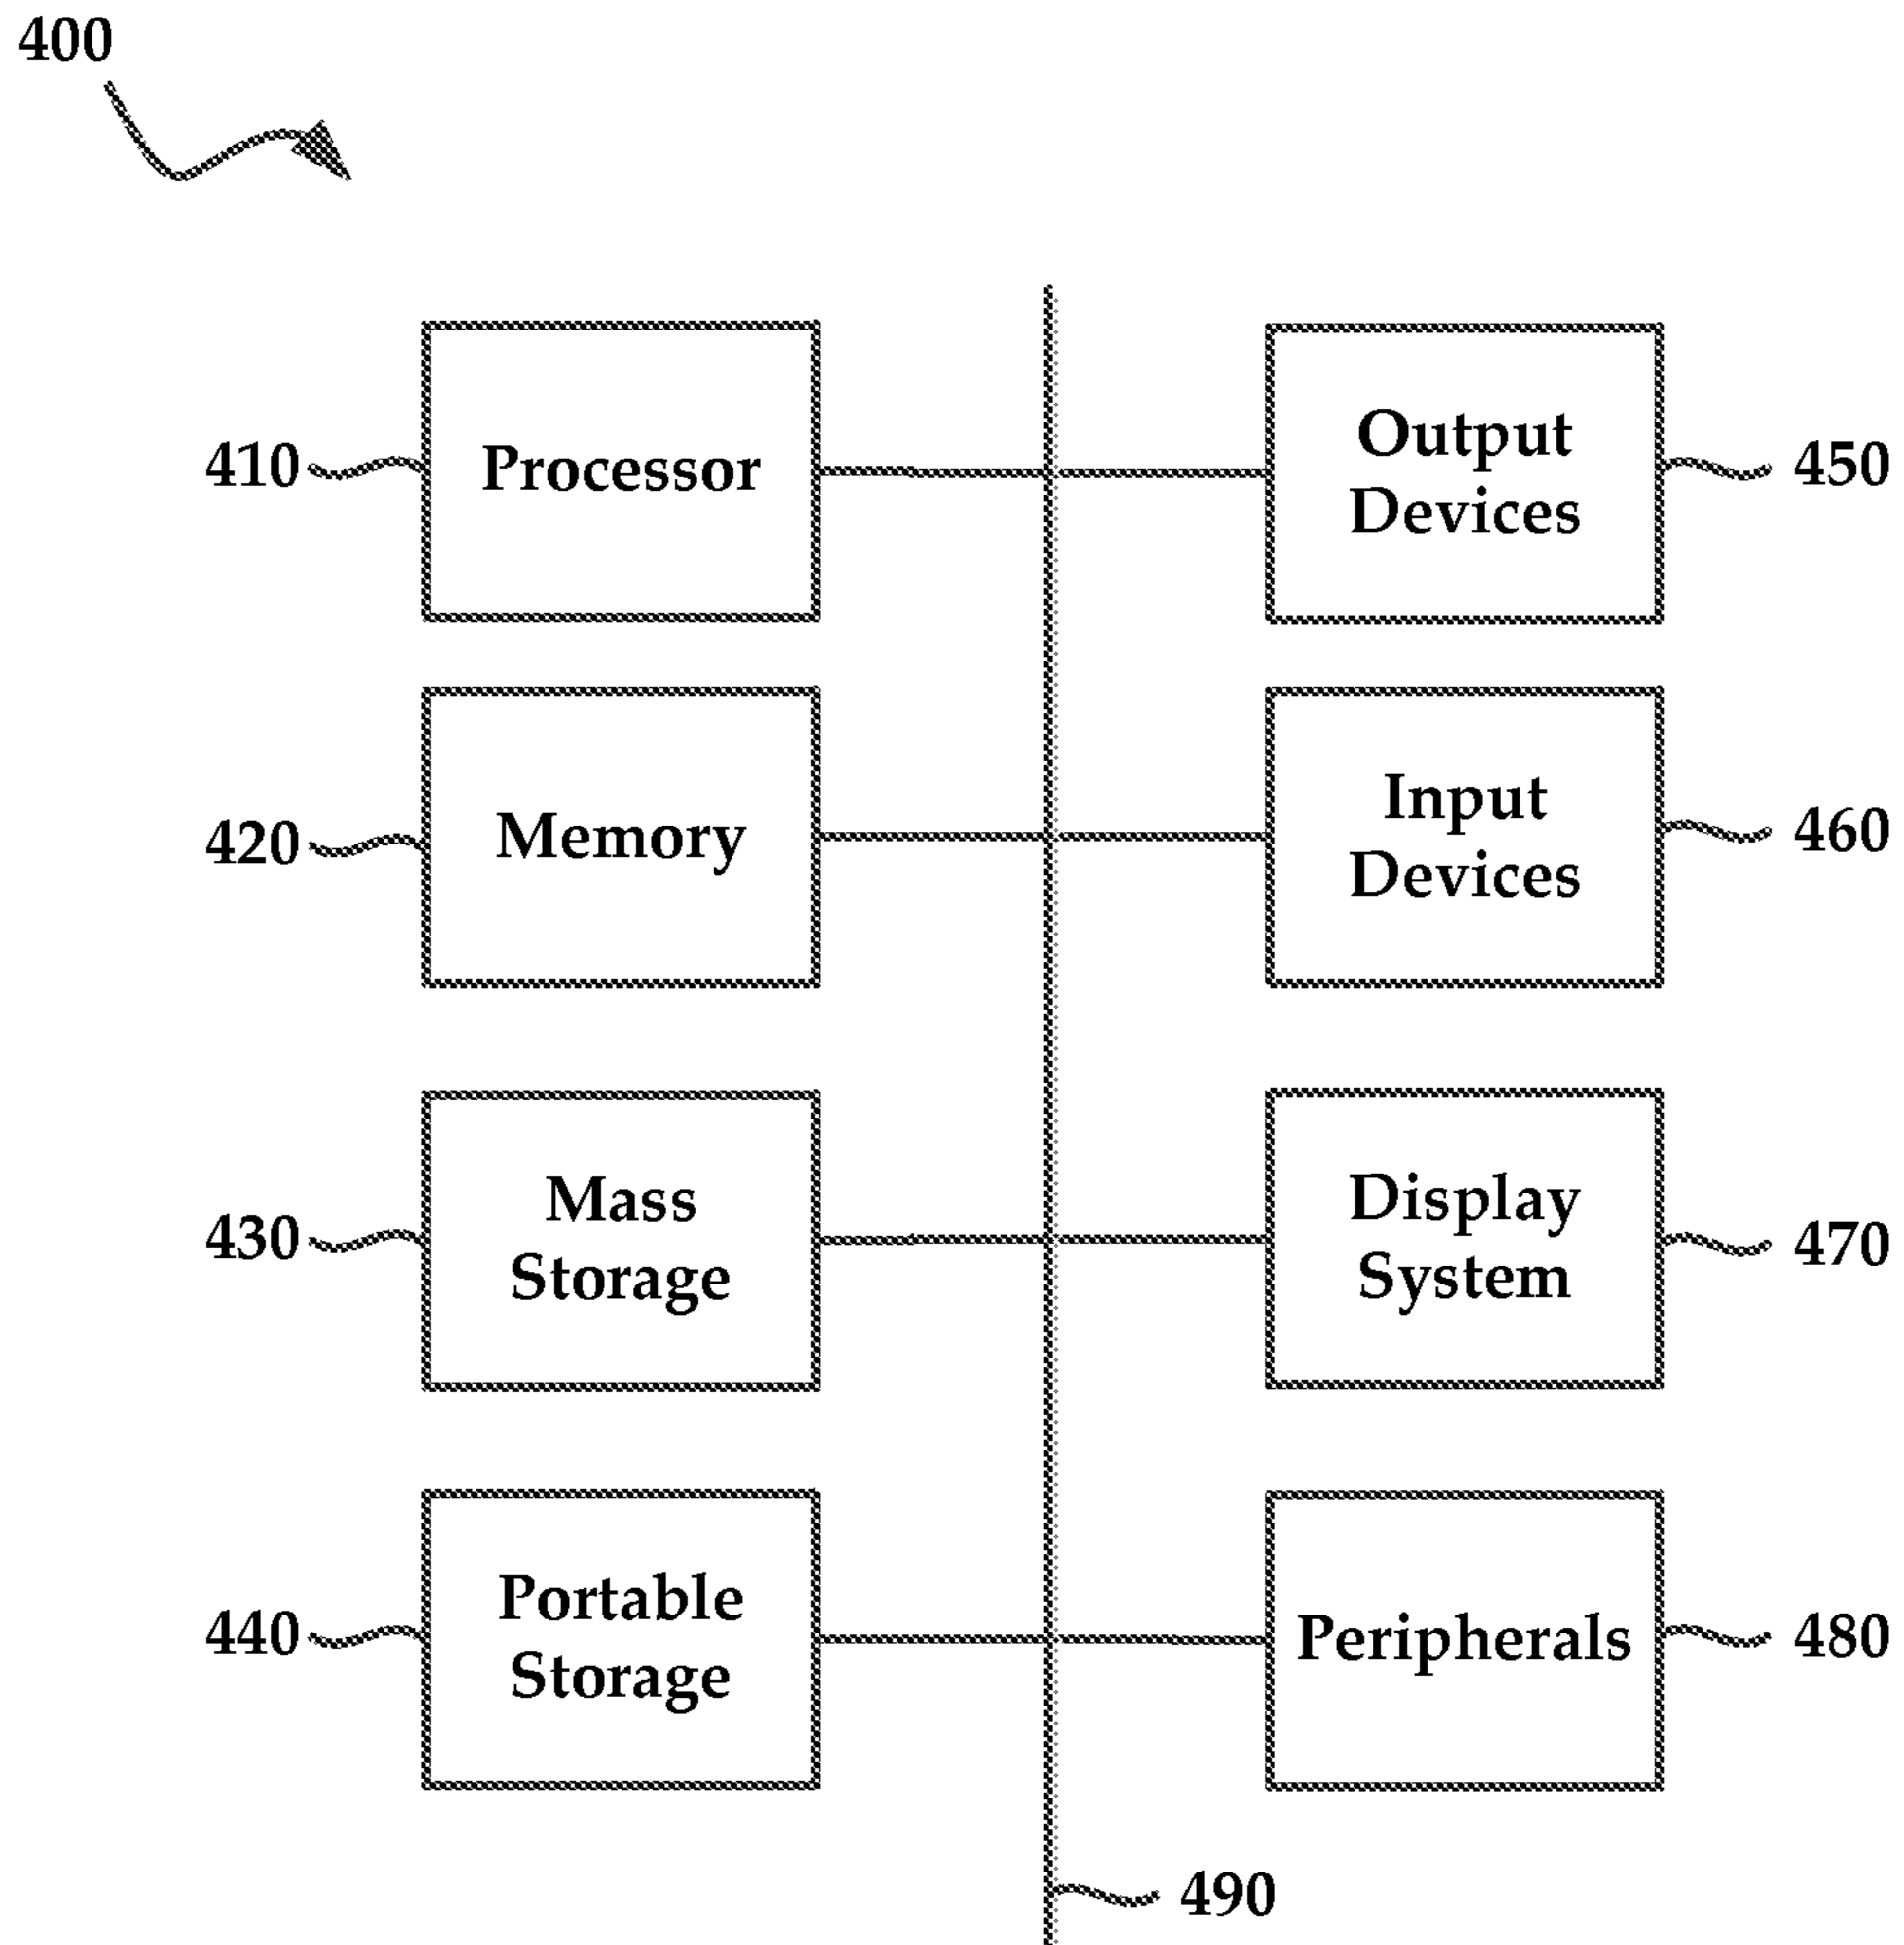 400
410
Processor
Output
Devices
450
420
Memory
Input
Devices
460
430
Mass
Storage
Display
System
470
440
Portable
Storage
Peripherals
480
490